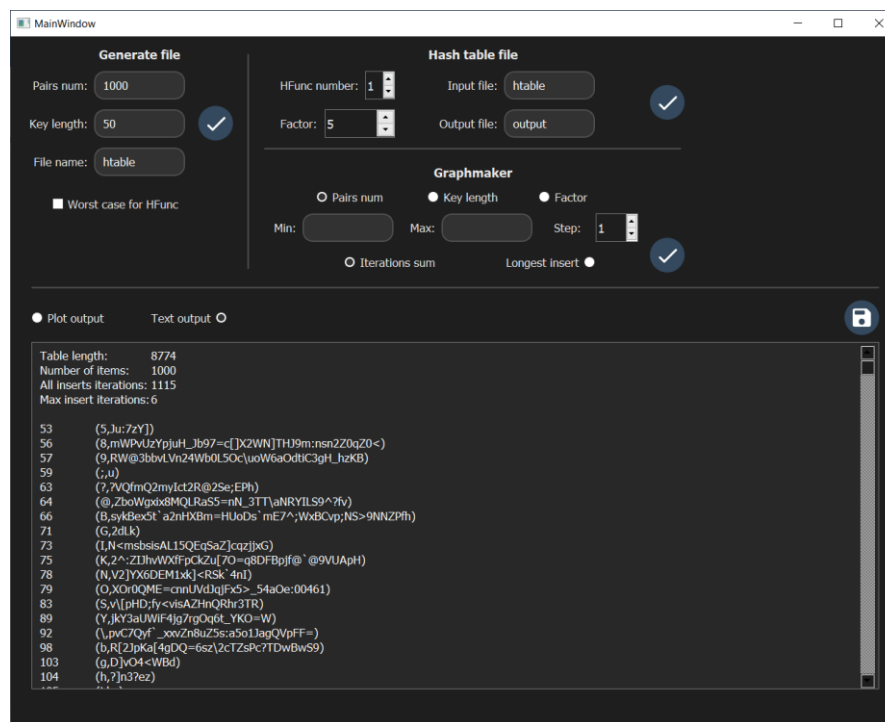 MainWindow
Generate file
Pairs num: 1000
Key length: 50
File name: htable
Worst case for HFunc
Hash table file
HFunc number: 1 Input file: htable
Factor: 5 Output file: output
Graphmaker
Pairs num Key length Factor
Min: Max: Step: 1
Iterations sum Longest insert
Plot output Text output
Table length: 8774
Number of items: 1000
All inserts iterations: 1115
Max insert iterations: 6
53 (5,Ju:7zY])
56 (8,mWPvUzYpjuH_Jb97=c[]X2WN]THJ9m:nsn2Z0qZ0<)
57 (9,RW@3bbvLVn24Wb0L5Oc\uoW6aOdtiC3gH_hzKB)
59 (;,u)
63 (?,?VQfmQ2myIct2R@2Se;EPh)
64 (@,ZboWgxix8MQLRaS5=nN_3TT\aNRYILS9^?fv)
66 (B,sykBex5t`a2nHXBm=HUoDs`mE7^;WxBCvp;NS>9NNZPfh)
71 (G,2dLk)
73 (I,N<msbsisAL15QEqSaZ]cqzjjxG)
75 (K,2^:ZIJhvWXfFpCkZu[7O=q8DFBpJf@`@9VUApH)
78 (N,V2]YX6DEM1xk]<RSk`4nI)
79 (O,XOr0QME=cnnUVdJqjFx5>_54aOe:00461)
83 (S,v\[pHD;fy<visAZHnQRhr3TR)
89 (Y,jkY3aUWiF4jg7rgOq6t_YKO=W)
92 (\,pvC7Qyf`_xxvZn8uZ5s:a5o1JagQVpFF=)
98 (b,R[2JpKa[4gDQ=6sz\2cTZsPc?TDwBwS9)
103 (g,D]vO4<WBd)
104 (h,?]n3?ez)